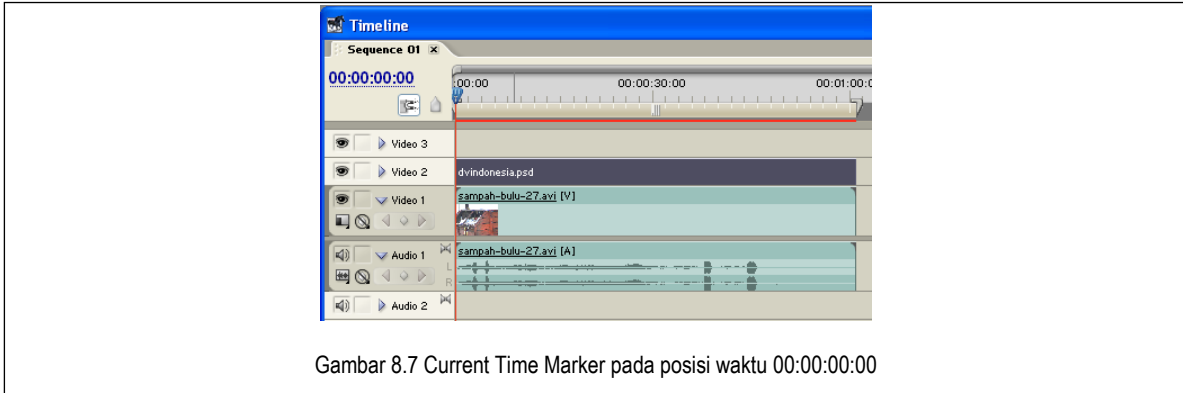 Timeline
Sequence 01
00:00:00:00
:00:00 00:00:30:00 00:01:00:0
Video 3
Video 2 dvindonesia.psd
Video 1 sampah-bulu-27.avi [V]
Audio 1 sampah-bulu-27.avi [A]
L
R
Audio 2
Gambar 8.7 Current Time Marker pada posisi waktu 00:00:00:00